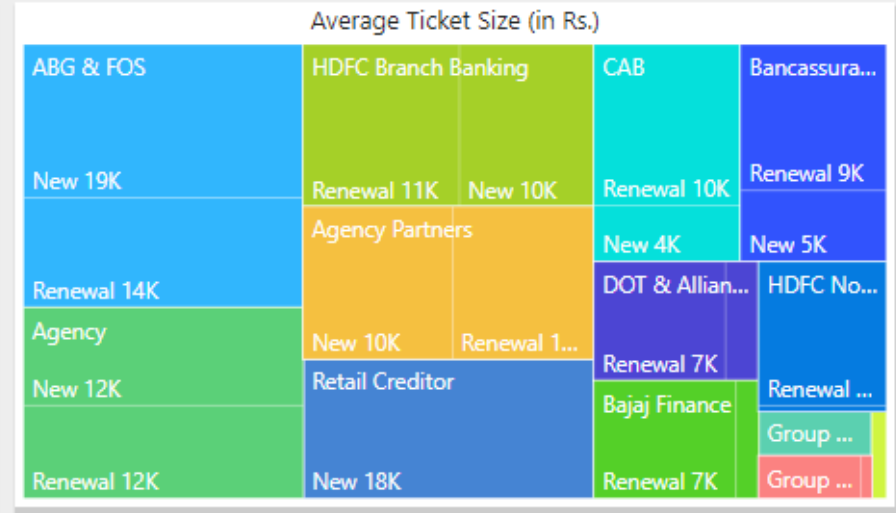 Average Ticket Size (in Rs.)
ABG & FOS
New 19K
Renewal 14K
Agency
New 12K
Renewal 12K
HDFC Branch Banking
Renewal 11K
New 10K
Agency Partners
New 10K
Renewal 1...
Retail Creditor
New 18K
CAB
Renewal 10K
New 4K
Bancassura...
Renewal 9K
New 5K
DOT & Allian...
Renewal 7K
HDFC No...
Renewal ...
Bajaj Finance
Renewal 7K
Group ...
Group ...